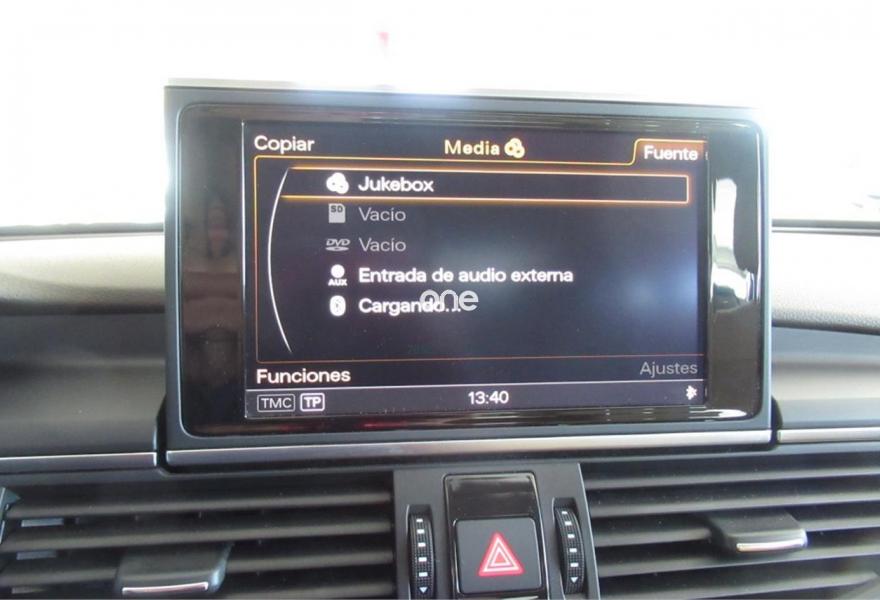 Copiar Media Fuente
Jukebox
SD Vacío
DVD Vacío
AUX Entrada de audio externa
Cargando...
one
Funciones Ajustes
TMC TP 13:40